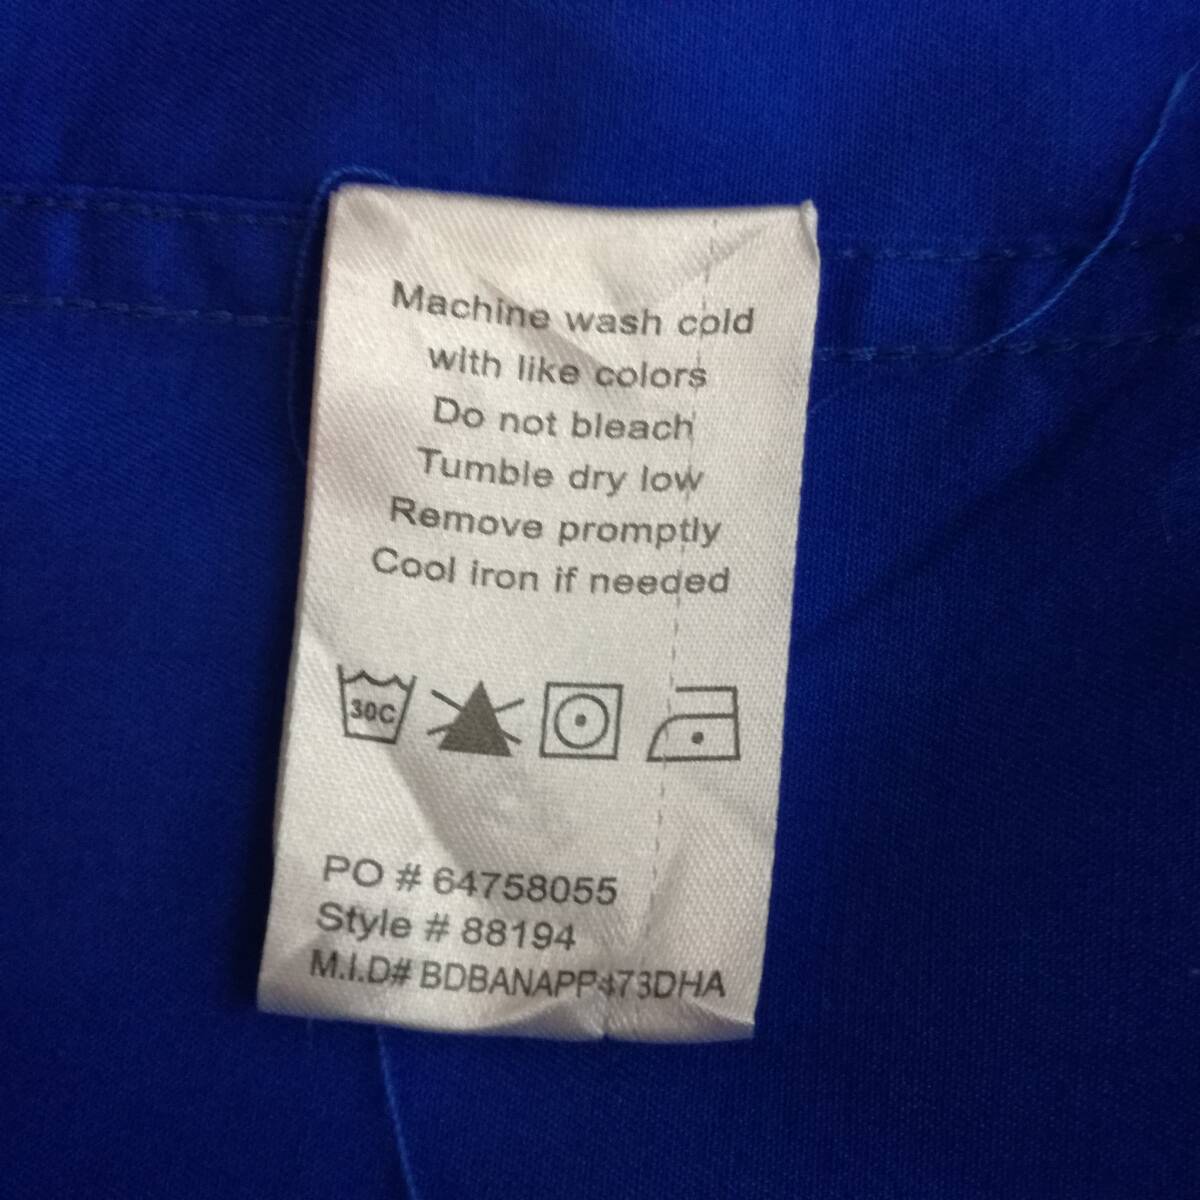 Machine wash cold
with like colors
Do not bleach
Tumble dry low
Remove promptly
Cool iron if needed
30C
PO # 64758055
Style # 88194
M.I.D# BDBANAPP473DHA